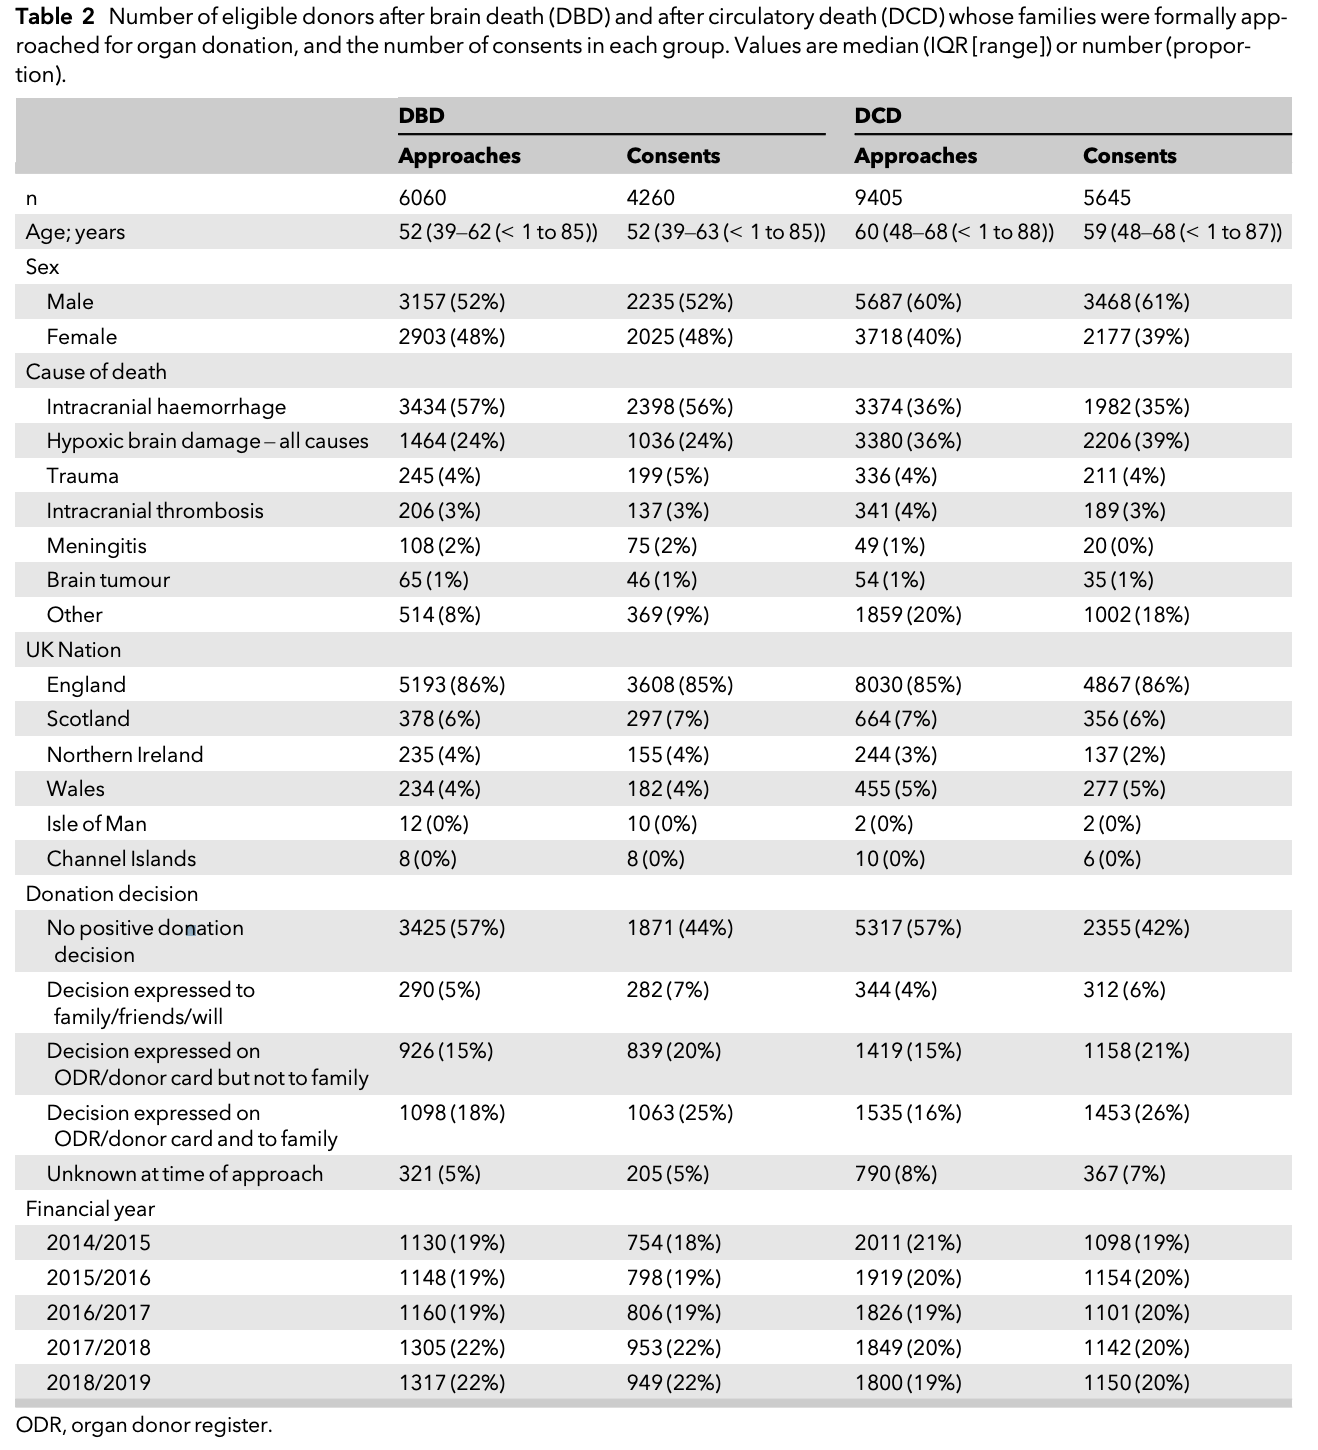 Table 2 Number of eligible donors after brain death (DBD) and after circulatory death (DCD) whose families were formally app-
roached for organ donation, and the number of consents in each group. Values are median (IQR [range]) or number (propor-
tion).
DBD DCD
Approaches Consents Approaches Consents
n 6060 4260 9405 5645
Age; years 52 (39–62 (< 1 to 85)) 52 (39–63 (< 1 to 85)) 60 (48–68 (< 1 to 88)) 59 (48–68 (< 1 to 87))
Sex
Male 3157 (52%) 2235 (52%) 5687 (60%) 3468 (61%)
Female 2903 (48%) 2025 (48%) 3718 (40%) 2177 (39%)
Cause of death
Intracranial haemorrhage 3434 (57%) 2398 (56%) 3374 (36%) 1982 (35%)
Hypoxic brain damage – all causes 1464 (24%) 1036 (24%) 3380 (36%) 2206 (39%)
Trauma 245 (4%) 199 (5%) 336 (4%) 211 (4%)
Intracranial thrombosis 206 (3%) 137 (3%) 341 (4%) 189 (3%)
Meningitis 108 (2%) 75 (2%) 49 (1%) 20 (0%)
Brain tumour 65 (1%) 46 (1%) 54 (1%) 35 (1%)
Other 514 (8%) 369 (9%) 1859 (20%) 1002 (18%)
UK Nation
England 5193 (86%) 3608 (85%) 8030 (85%) 4867 (86%)
Scotland 378 (6%) 297 (7%) 664 (7%) 356 (6%)
Northern Ireland 235 (4%) 155 (4%) 244 (3%) 137 (2%)
Wales 234 (4%) 182 (4%) 455 (5%) 277 (5%)
Isle of Man 12 (0%) 10 (0%) 2 (0%) 2 (0%)
Channel Islands 8 (0%) 8 (0%) 10 (0%) 6 (0%)
Donation decision
No positive donation 3425 (57%) 1871 (44%) 5317 (57%) 2355 (42%)
decision
Decision expressed to 290 (5%) 282 (7%) 344 (4%) 312 (6%)
family/friends/will
Decision expressed on 926 (15%) 839 (20%) 1419 (15%) 1158 (21%)
ODR/donor card but not to family
Decision expressed on 1098 (18%) 1063 (25%) 1535 (16%) 1453 (26%)
ODR/donor card and to family
Unknown at time of approach 321 (5%) 205 (5%) 790 (8%) 367 (7%)
Financial year
2014/2015 1130 (19%) 754 (18%) 2011 (21%) 1098 (19%)
2015/2016 1148 (19%) 798 (19%) 1919 (20%) 1154 (20%)
2016/2017 1160 (19%) 806 (19%) 1826 (19%) 1101 (20%)
2017/2018 1305 (22%) 953 (22%) 1849 (20%) 1142 (20%)
2018/2019 1317 (22%) 949 (22%) 1800 (19%) 1150 (20%)
ODR, organ donor register.